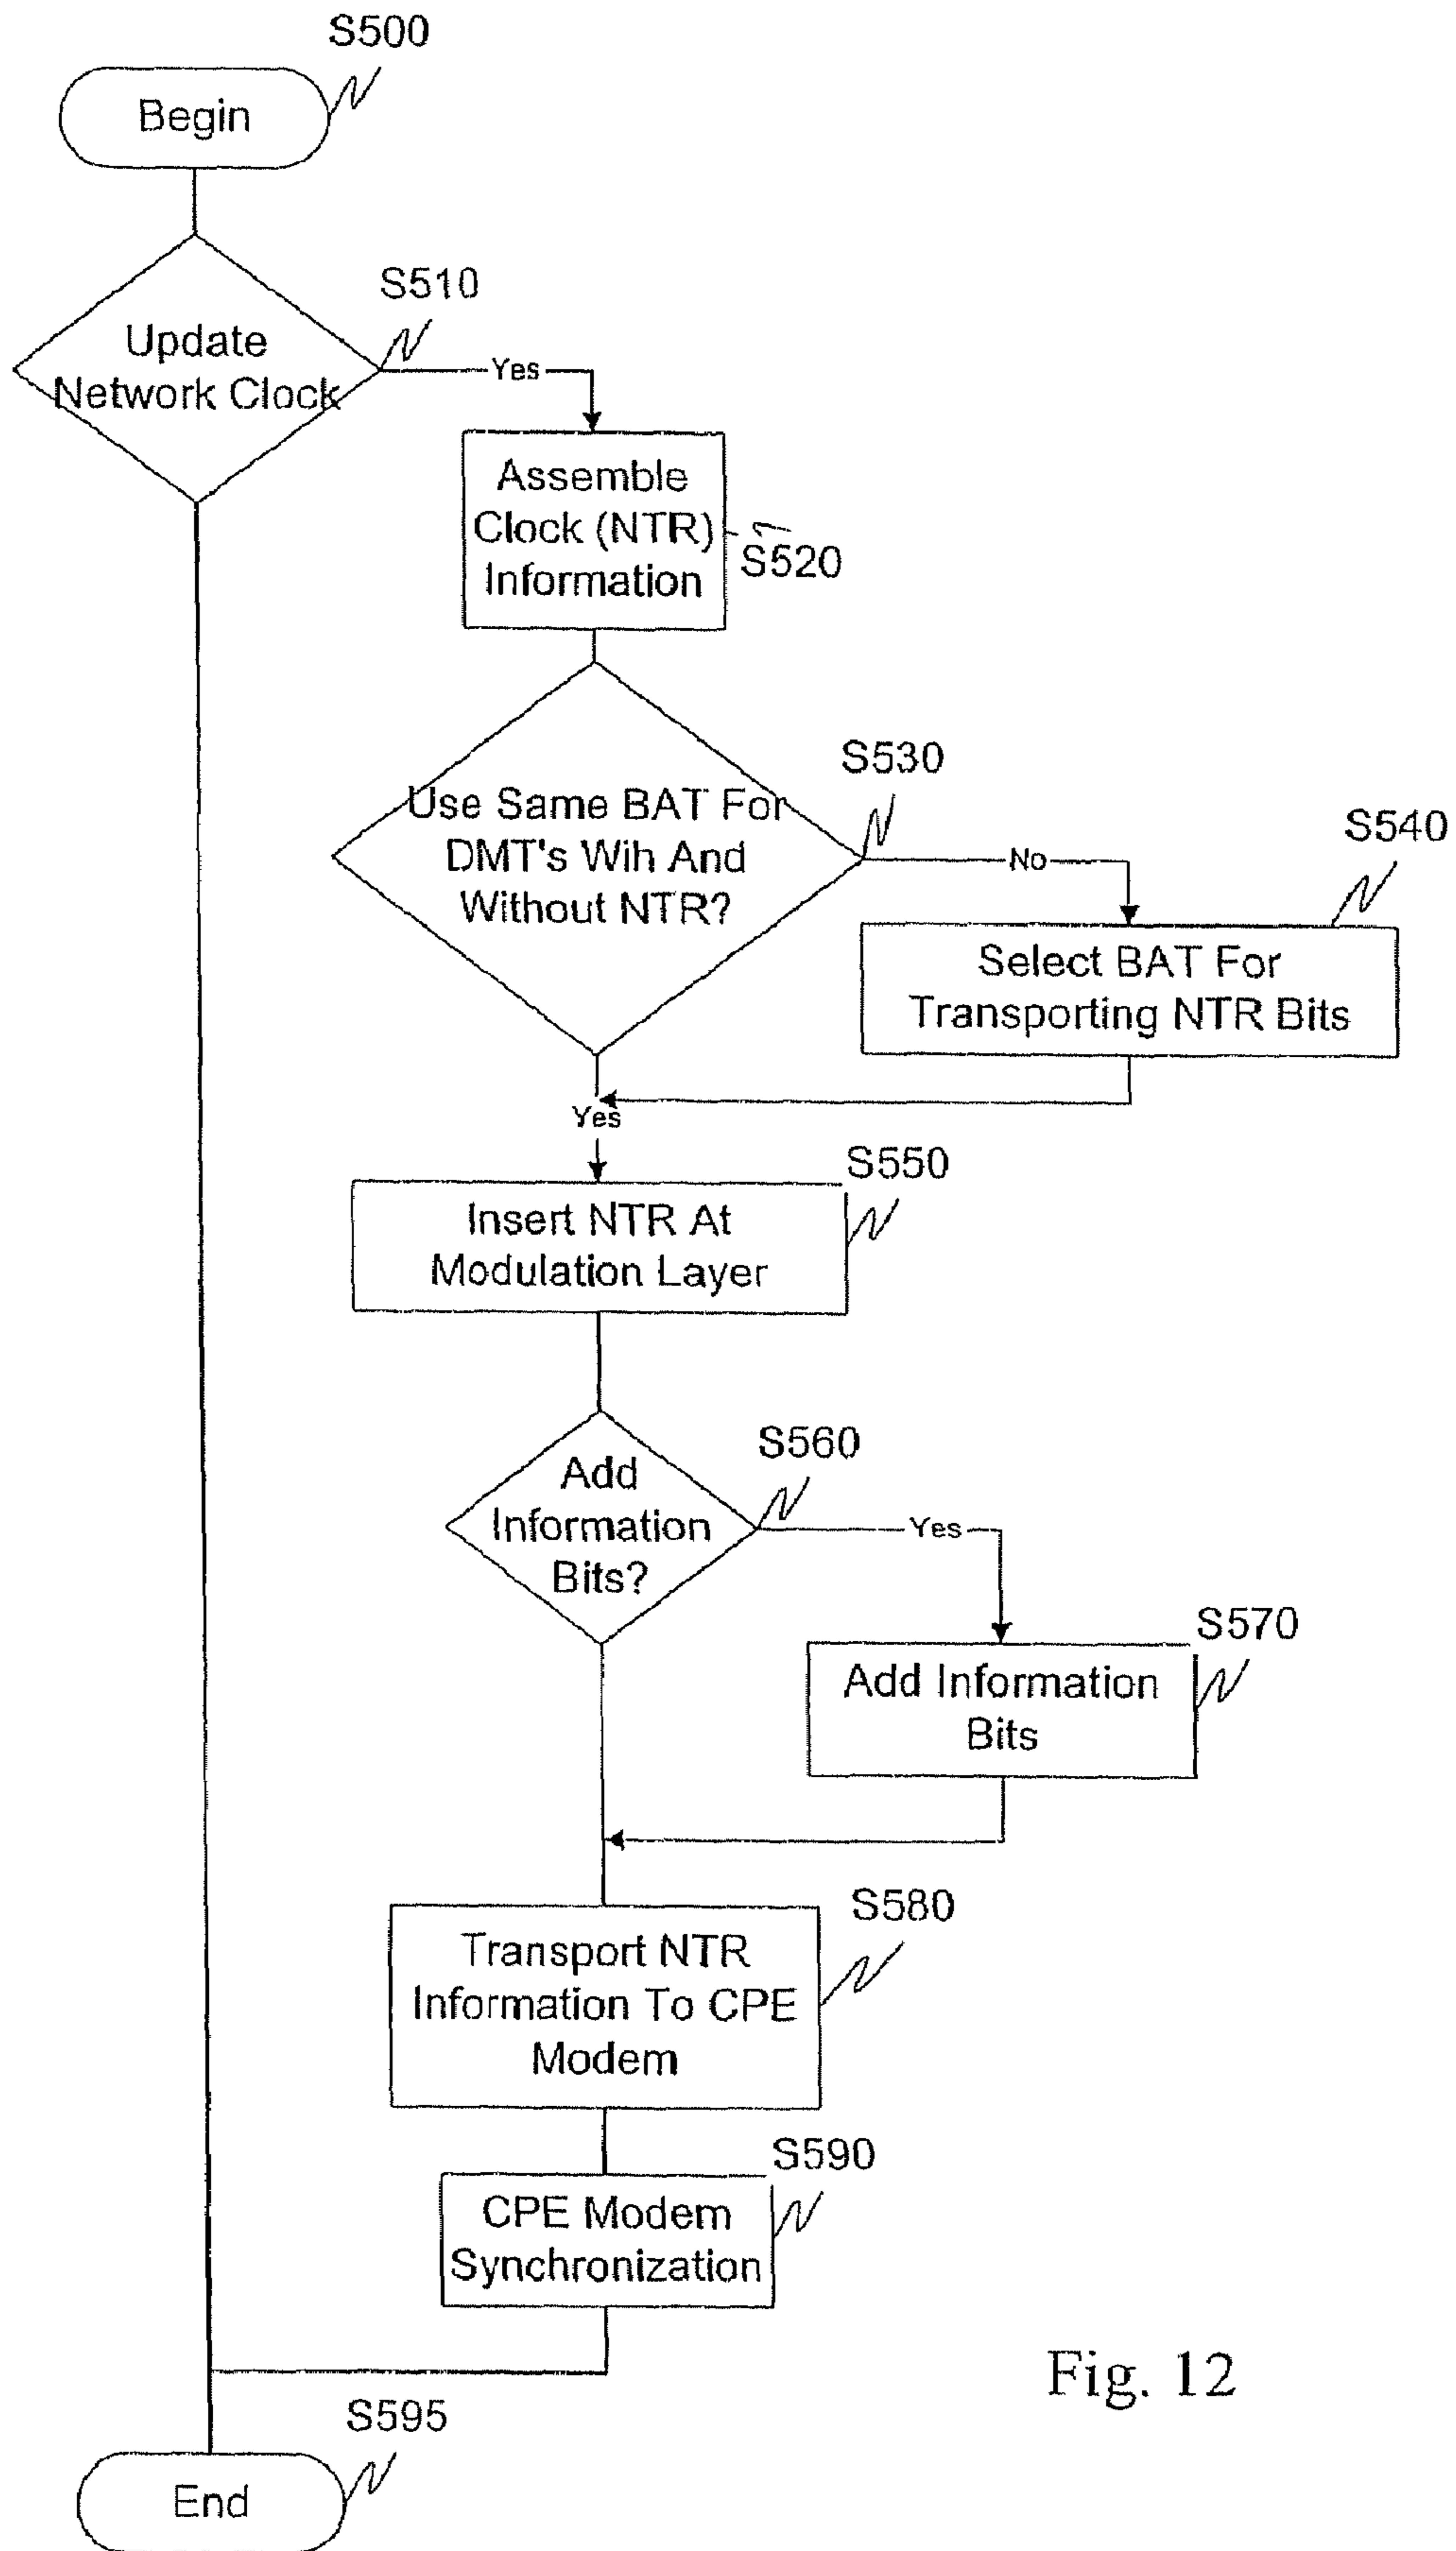 S500
Begin
S510
Update
Network Clock
Yes
Assemble
Clock (NTR)
Information
S520
S530
Use Same BAT For
DMT's Wih And
Without NTR?
No
S540
Select BAT For
Transporting NTR Bits
Yes
S550
Insert NTR At
Modulation Layer
S560
Add
Information
Bits?
Yes
S570
Add Information
Bits
S580
Transport NTR
Information To CPE
Modem
S590
CPE Modem
Synchronization
Fig. 12
S595
End